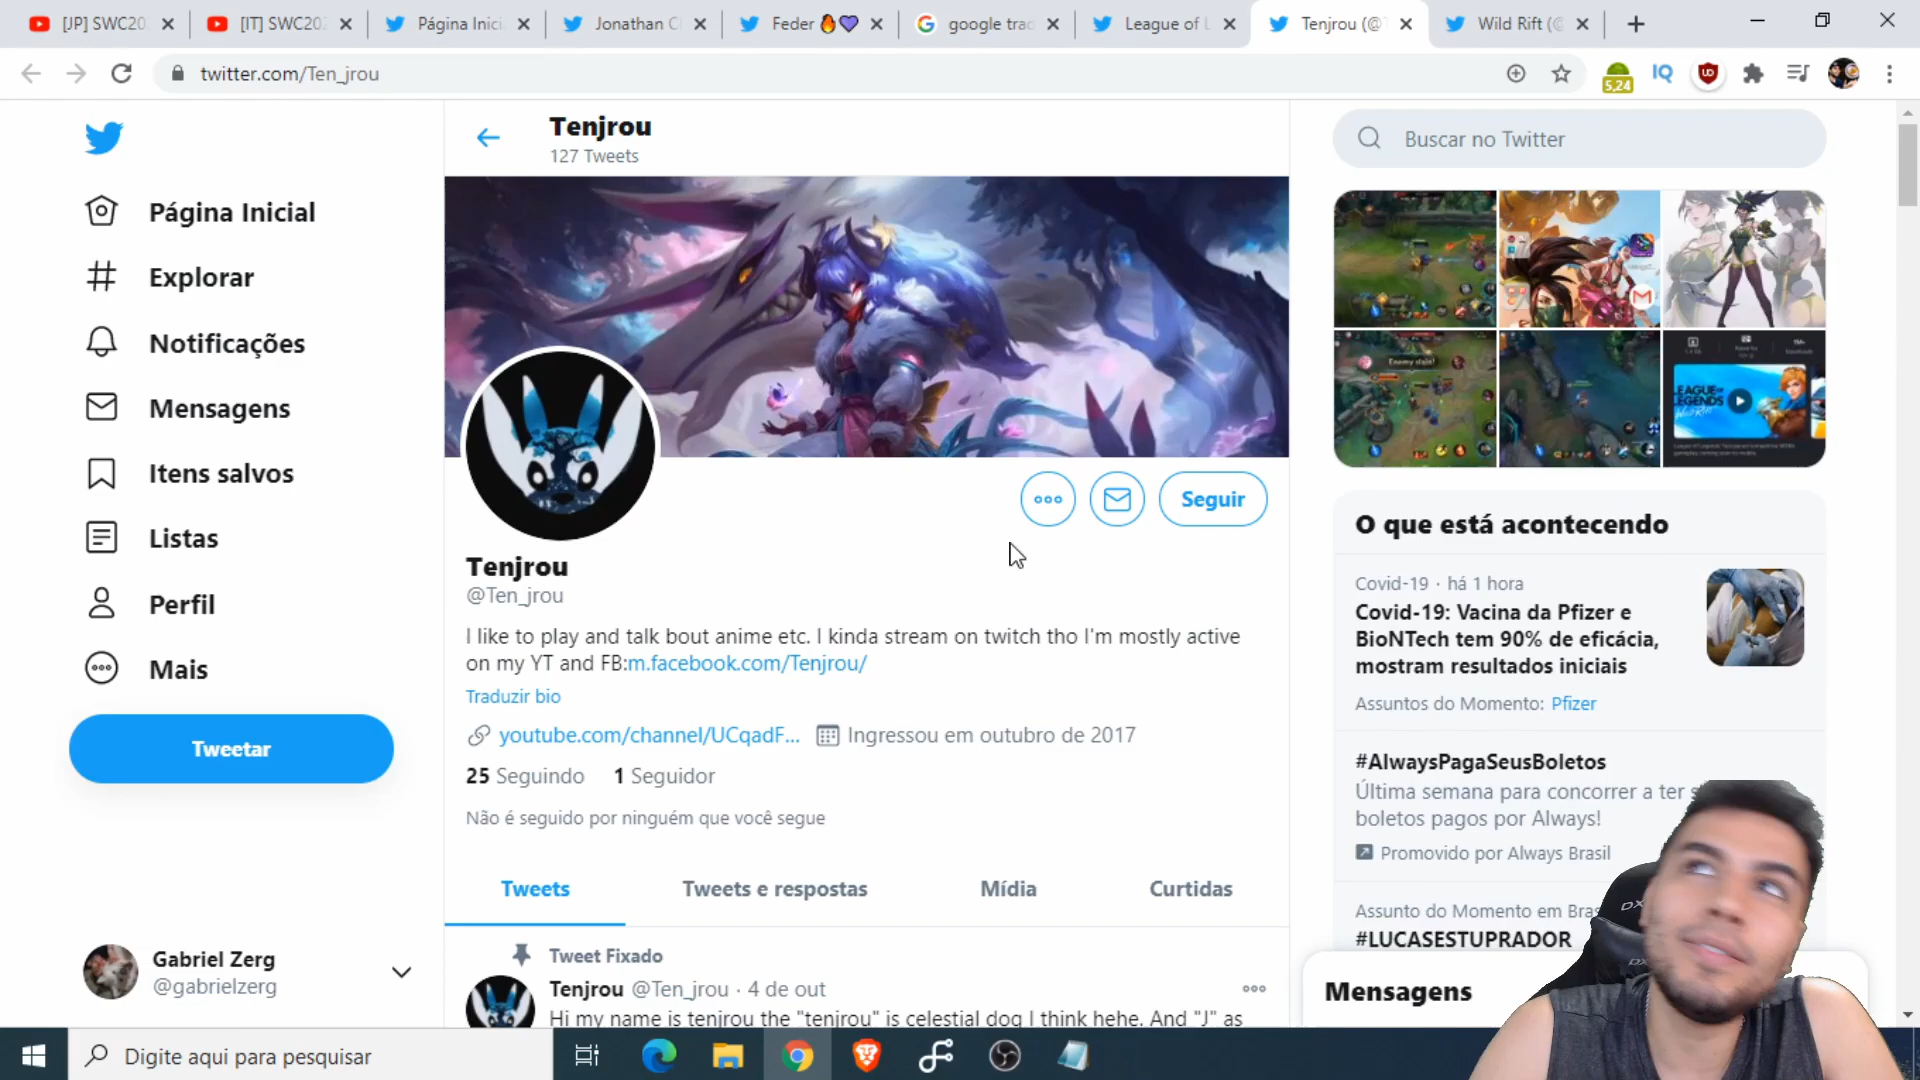 [JP] SWC20
[IT] SWC202
Página Inici
Jonathan C
Feder
google trad
League of L
Tenjrou (@
Wild Rift (@
twitter.com/Ten_jrou
5,24
IQ
Tenjrou
127 Tweets
Buscar no Twitter
Página Inicial
Explorar
Notificações
Mensagens
Itens salvos
Listas
Perfil
Mais
Tweetar
Enemy slain!
LEAGUE OF
LEGENDS
Seguir
Tenjrou
@Ten_jrou
I like to play and talk bout anime etc. I kinda stream on twitch tho I'm mostly active
on my YT and FB:m.facebook.com/Tenjrou/
Traduzir bio
youtube.com/channel/UCqadF... Ingressou em outubro de 2017
25 Seguindo 1 Seguidor
Não é seguido por ninguém que você segue
Tweets
Tweets e respostas
Mídia
Curtidas
Tweet Fixado
Tenjrou @Ten_jrou · 4 de out
Hi my name is tenjrou the "tenjrou" is celestial dog I think hehe. And "J" as
O que está acontecendo
Covid-19 · há 1 hora
Covid-19: Vacina da Pfizer e
BioNTech tem 90% de eficácia,
mostram resultados iniciais
Assuntos do Momento: Pfizer
#AlwaysPagaSeusBoletos
Última semana para concorrer a ter s
boletos pagos por Always!
Promovido por Always Brasil
Assunto do Momento em Bras
#LUCASESTUPRADOR
Mensagens
Gabriel Zerg
@gabrielzerg
Digite aqui para pesquisar